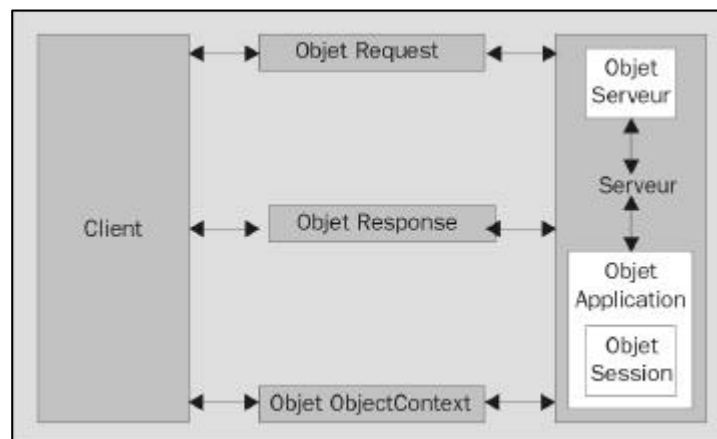 Client
Objet Request
Objet Response
Objet ObjectContext
Objet
Serveur
Serveur
Objet
Application
Objet
Session